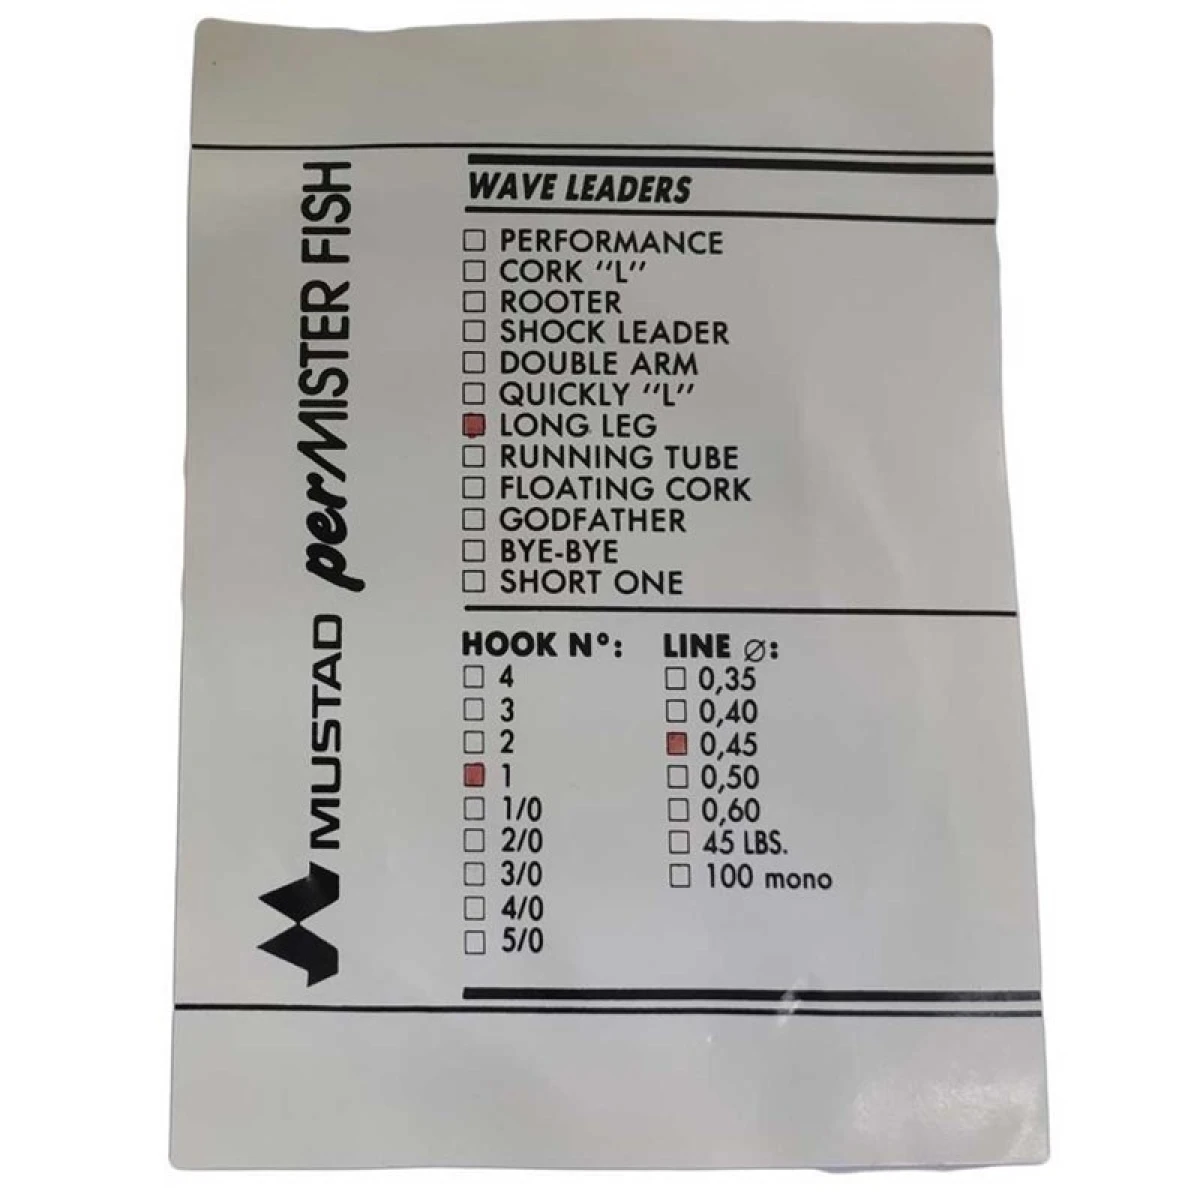 MUSTAD per MISTER FISH
WAVE LEADERS
PERFORMANCE
CORK "L"
ROOTER
SHOCK LEADER
DOUBLE ARM
QUICKLY "L"
LONG LEG
RUNNING TUBE
FLOATING CORK
GODFATHER
BYE-BYE
SHORT ONE
HOOK N°:
4
3
2
1
1/0
2/0
3/0
4/0
5/0
LINE ⌀:
0,35
0,40
0,45
0,50
0,60
45 LBS.
100 mono